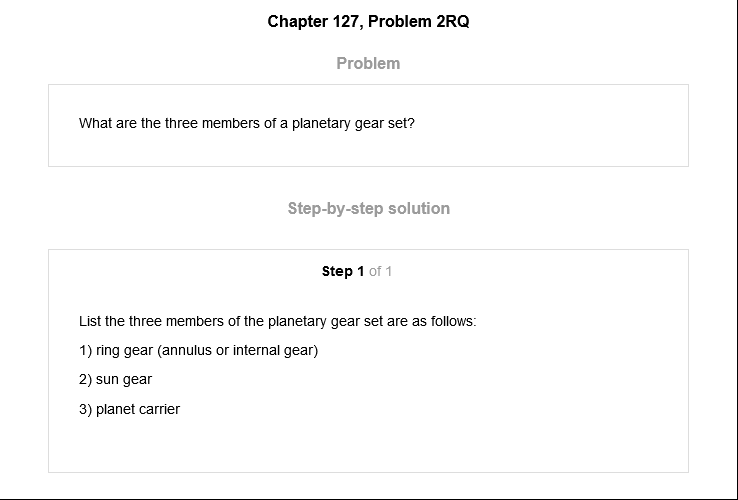 Chapter 127, Problem 2RQ
Problem
What are the three members of a planetary gear set?
Step-by-step solution
Step 1 of 1
List the three members of the planetary gear set are as follows:
1) ring gear (annulus or internal gear)
2) sun gear
3) planet carrier